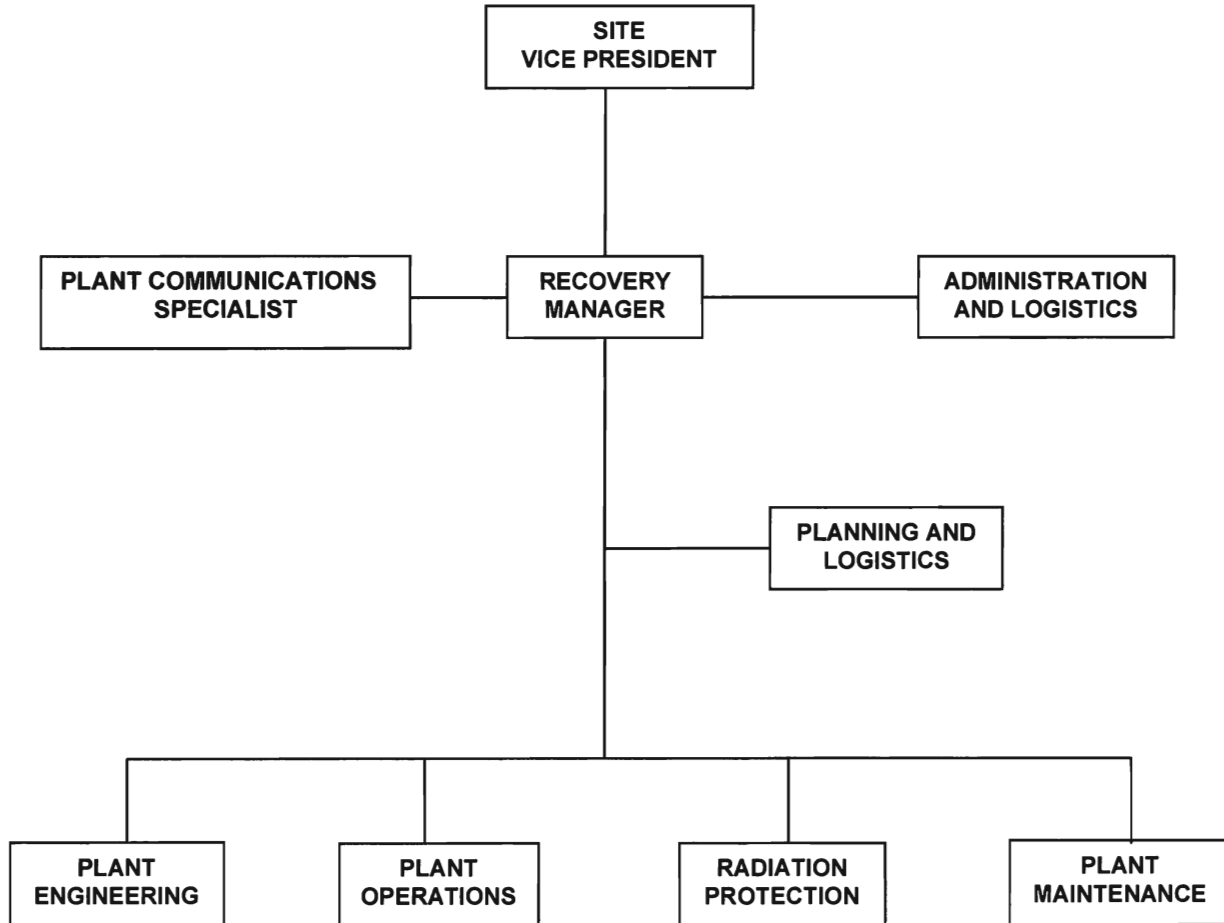 SITE
VICE PRESIDENT
PLANT COMMUNICATIONS
SPECIALIST
RECOVERY
MANAGER
ADMINISTRATION
AND LOGISTICS
PLANNING AND
LOGISTICS
PLANT
ENGINEERING
PLANT
OPERATIONS
RADIATION
PROTECTION
PLANT
MAINTENANCE